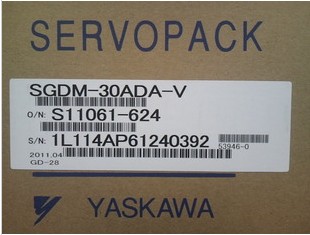 SERVOPACK
SGDM-30ADA-V
O/N: S11061-624
S/N: 1L114AP61240392 53946-0
2011.04
GD-28
YASKAWA